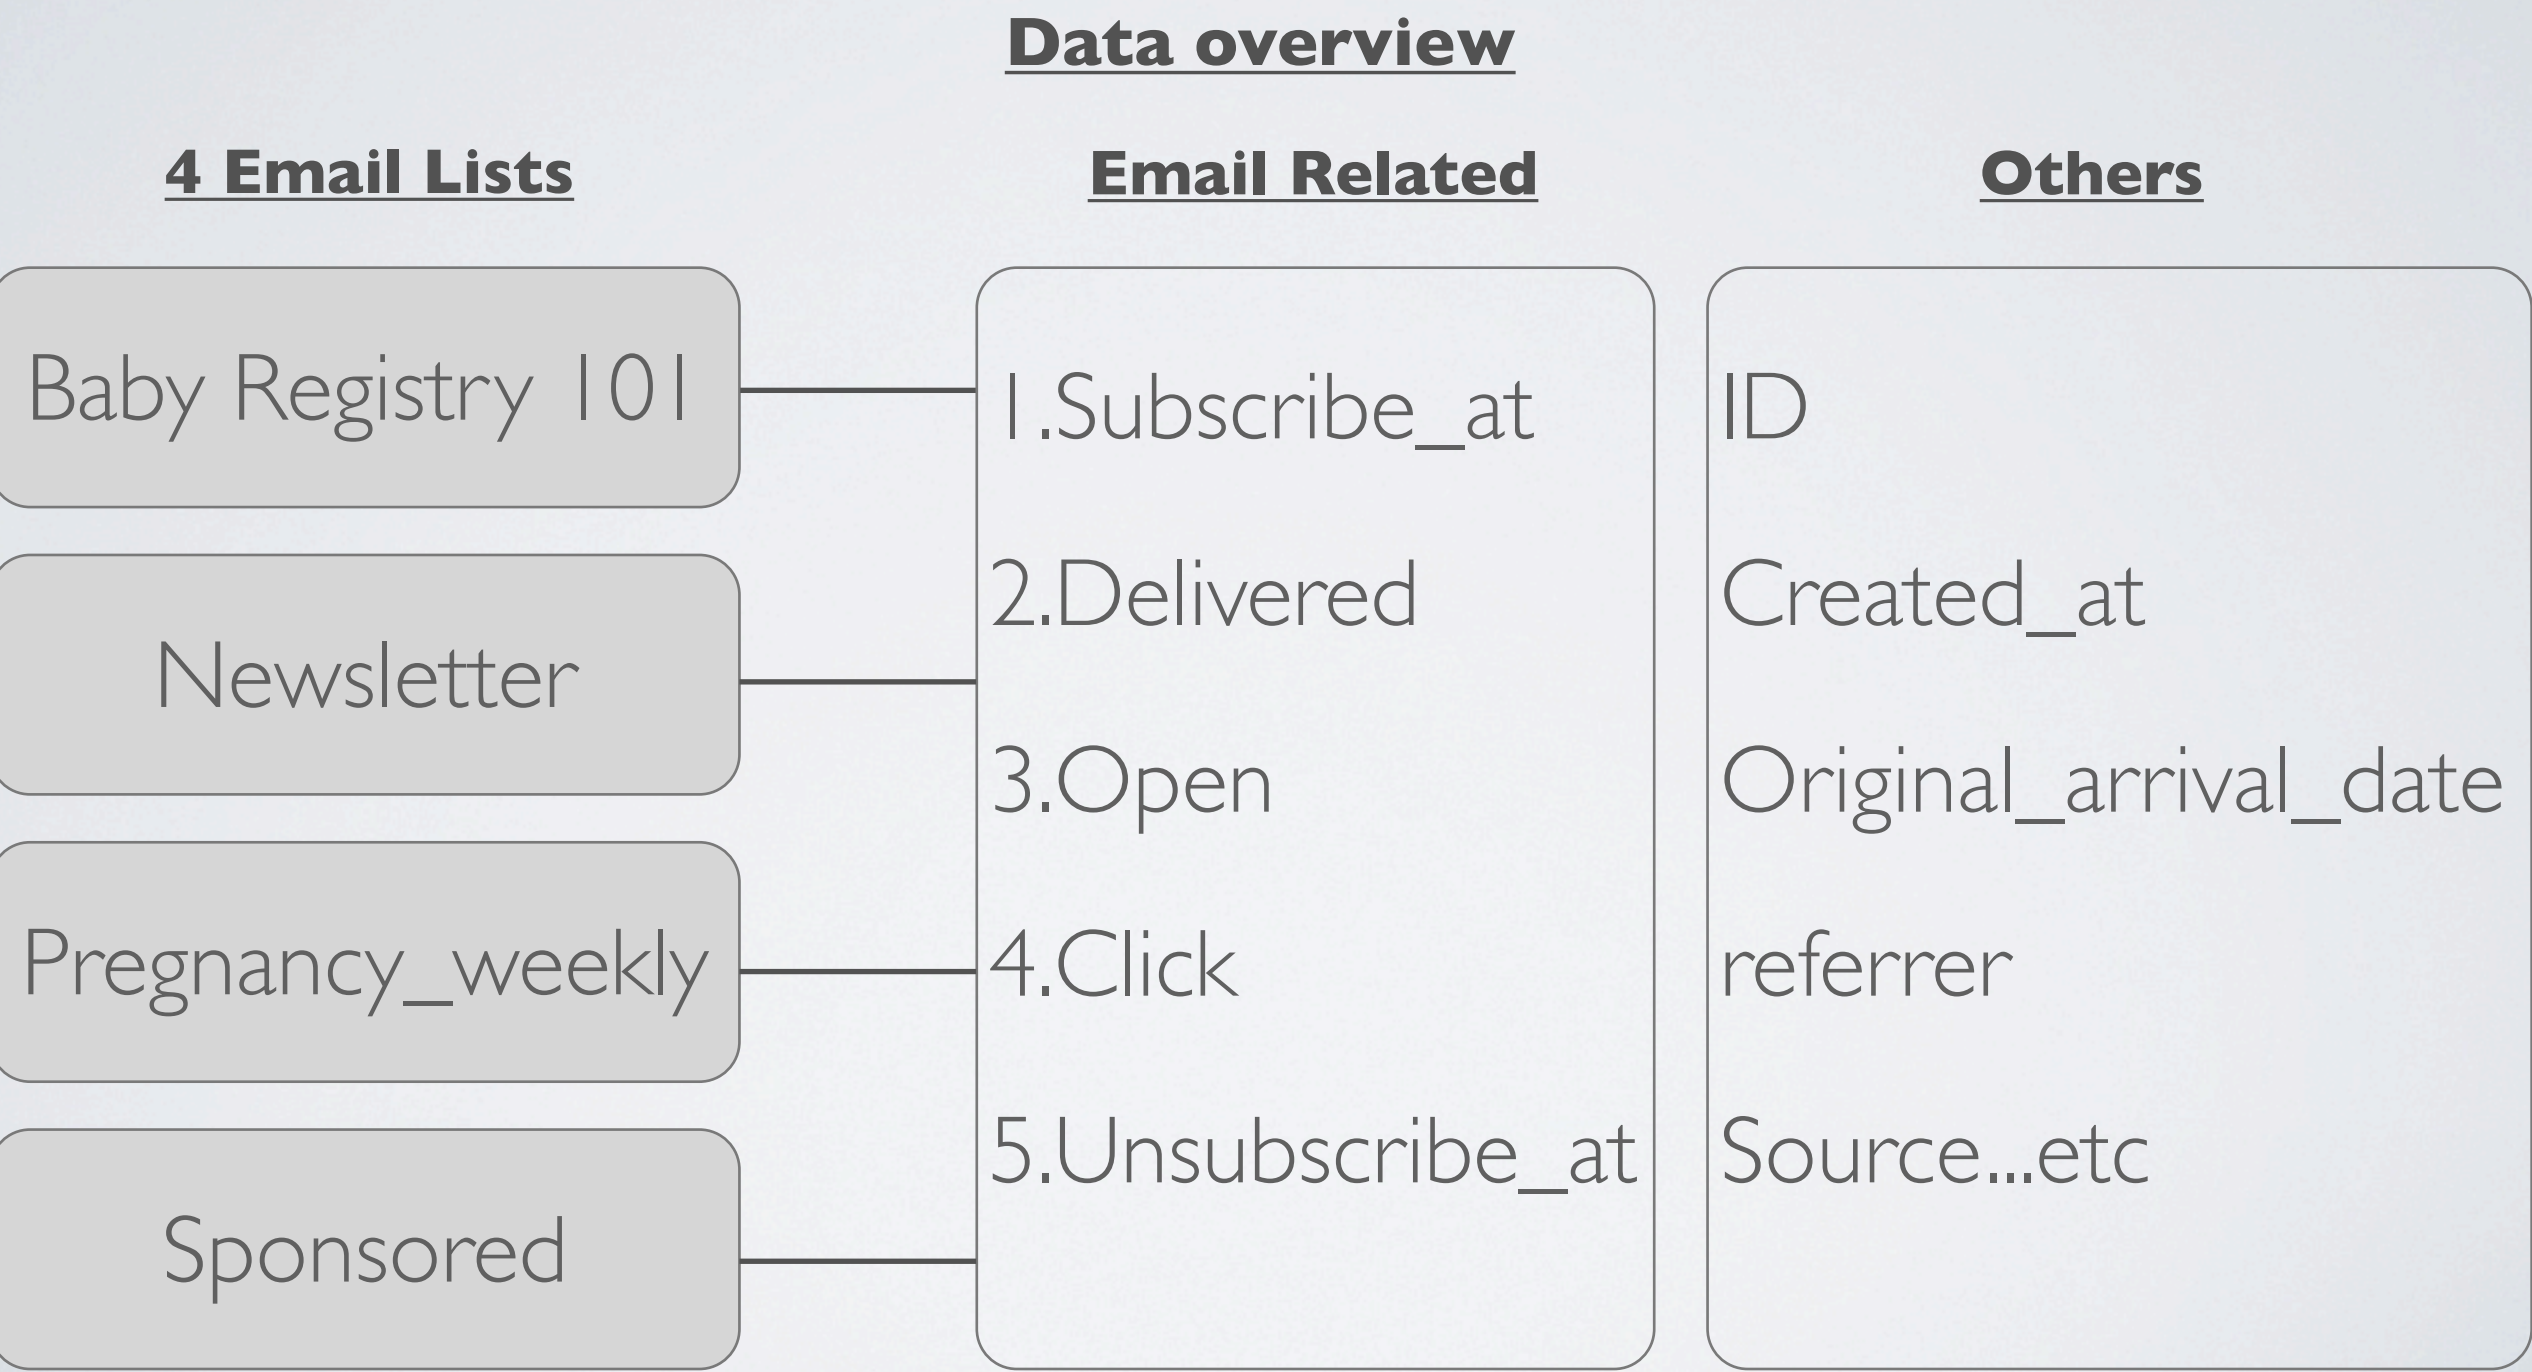 Data overview
4 Email Lists
Baby Registry 101
Newsletter
Pregnancy_weekly
Sponsored
Email Related
1.Subscribe_at
2.Delivered
3.Open
4.Click
5.Unsubscribe_at
Others
ID
Created_at
Original_arrival_date
referrer
Source...etc